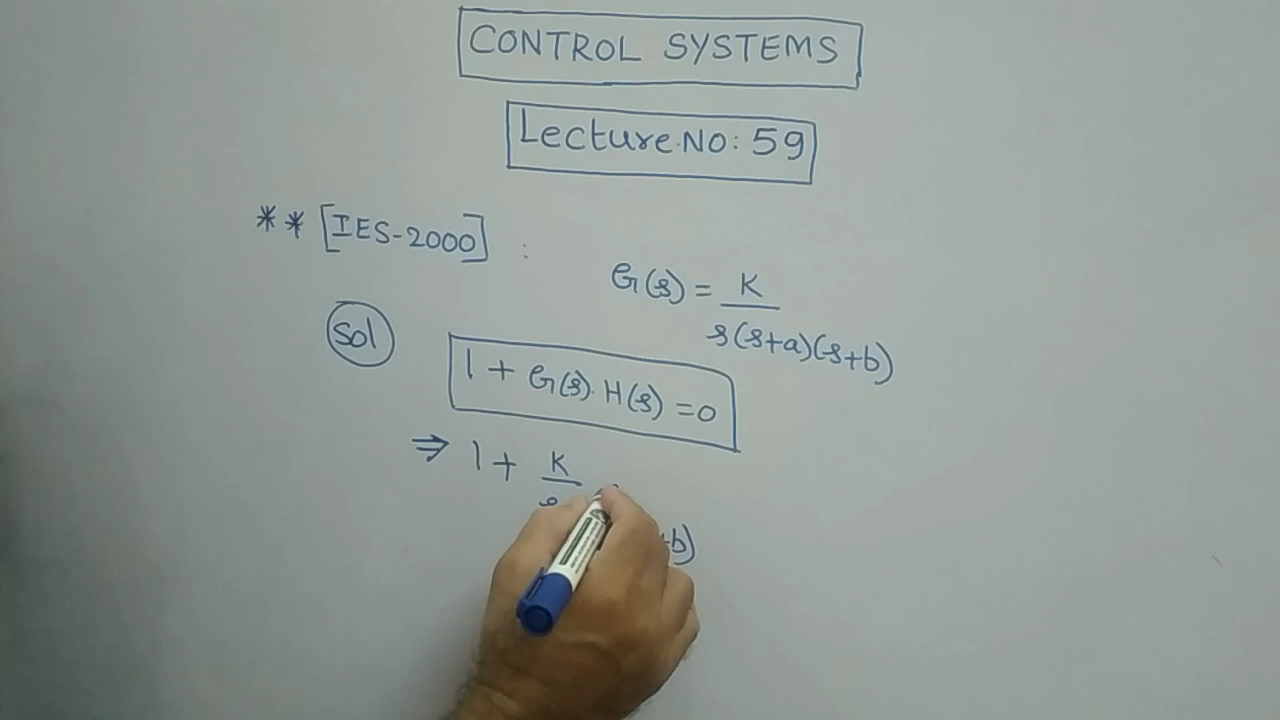 CONTROL SYSTEMS
Lecture.No: 59
** [IES-2000] :
G(s) = K
s(s+a)(s+b)
Sol
1 + G(s).H(s) = 0
⇒ 1 + K
+b)